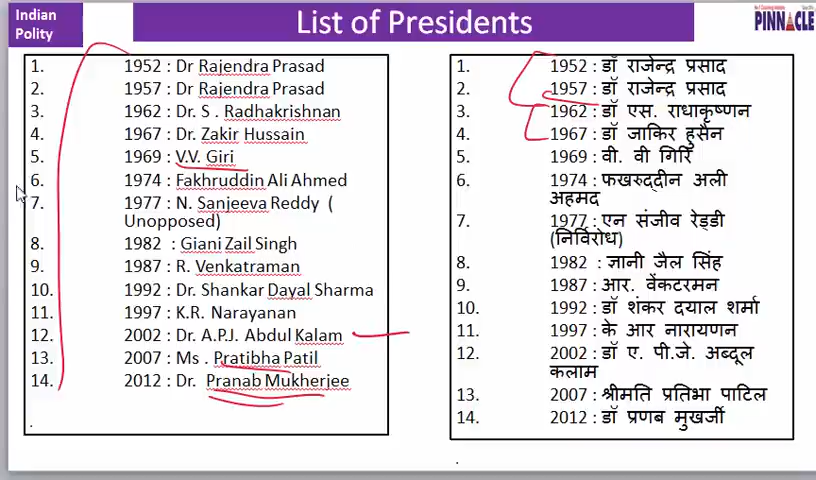 Indian
Polity
List of Presidents
PINNACLE
1. 1952 : Dr Rajendra Prasad
2. 1957 : Dr Rajendra Prasad
3. 1962 : Dr. S . Radhakrishnan
4. 1967 : Dr. Zakir Hussain
5. 1969 : V.V. Giri
6. 1974 : Fakhruddin Ali Ahmed
7. 1977 : N. Sanjeeva Reddy (
Unopposed)
8. 1982 : Giani Zail Singh
9. 1987 : R. Venkatraman
10. 1992 : Dr. Shankar Dayal Sharma
11. 1997 : K.R. Narayanan
12. 2002 : Dr. A.P.J. Abdul Kalam
13. 2007 : Ms . Pratibha Patil
14. 2012 : Dr. Pranab Mukherjee
.
1. 1952 : डॉ राजेन्द्र प्रसाद
2. 1957 : डॉ राजेन्द्र प्रसाद
3. 1962 : डॉ एस. राधाकृष्णन
4. 1967 : डॉ जाकिर हुसैन
5. 1969 : वी. वी गिरि
6. 1974 : फखरुद्दीन अली
अहमद
7. 1977 : एन संजीव रेड्डी
(निर्विरोध)
8. 1982 : ज्ञानी जैल सिंह
9. 1987 : आर. वेंकटरमन
10. 1992 : डॉ शंकर दयाल शर्मा
11. 1997 : के आर नारायणन
12. 2002 : डॉ ए. पी.जे. अब्दूल
कलाम
13. 2007 : श्रीमति प्रतिभा पाटिल
14. 2012 : डॉ प्रणब मुखर्जी
.